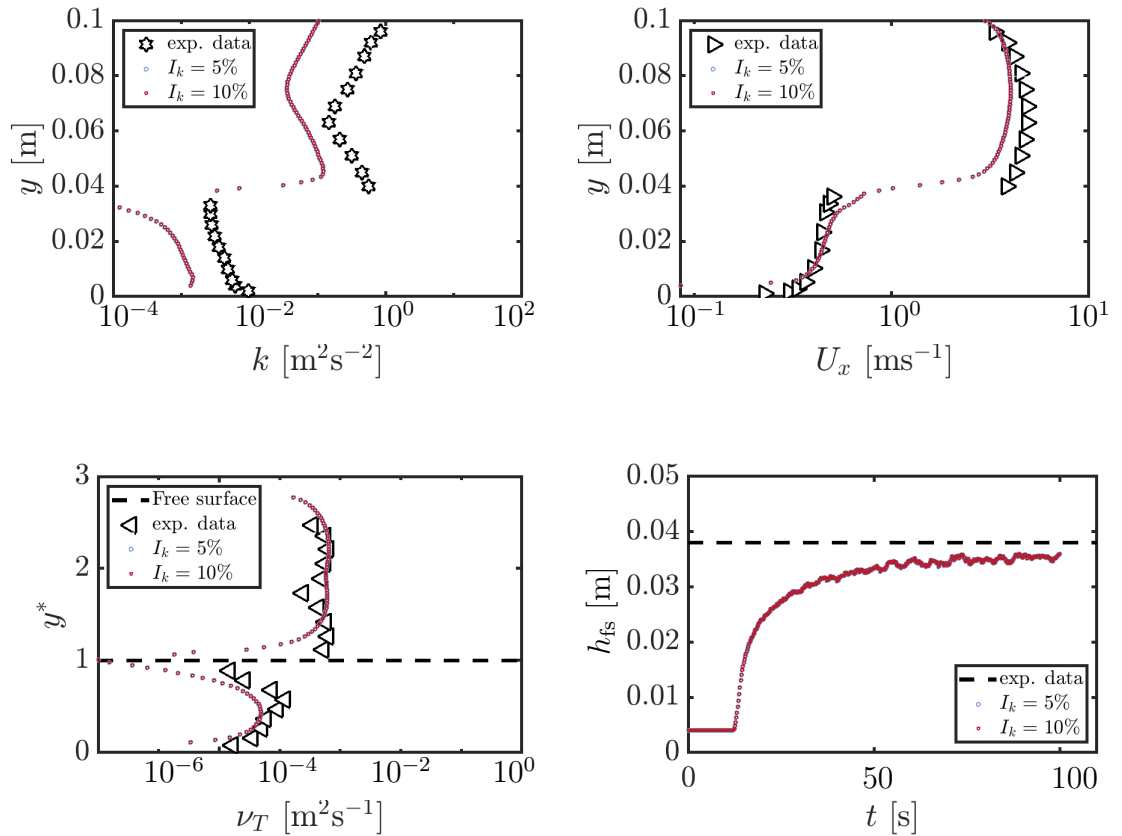 0.1
0.08
0.06
0.04
0.02
0
y [m]
exp. data
I_k = 5%
I_k = 10%
10^−4
10^−2
10^0
10^2
k [m^2s^−2]
0.1
0.08
0.06
0.04
0.02
0
y [m]
exp. data
I_k = 5%
I_k = 10%
10^−1
10^0
10^1
U_x [ms^−1]
3
2
1
0
y^*
Free surface
exp. data
I_k = 5%
I_k = 10%
10^−6
10^−4
10^−2
10^0
ν_T [m^2s^−1]
0.05
0.04
0.03
0.02
0.01
0
h_fs [m]
exp. data
I_k = 5%
I_k = 10%
0
50
100
t [s]